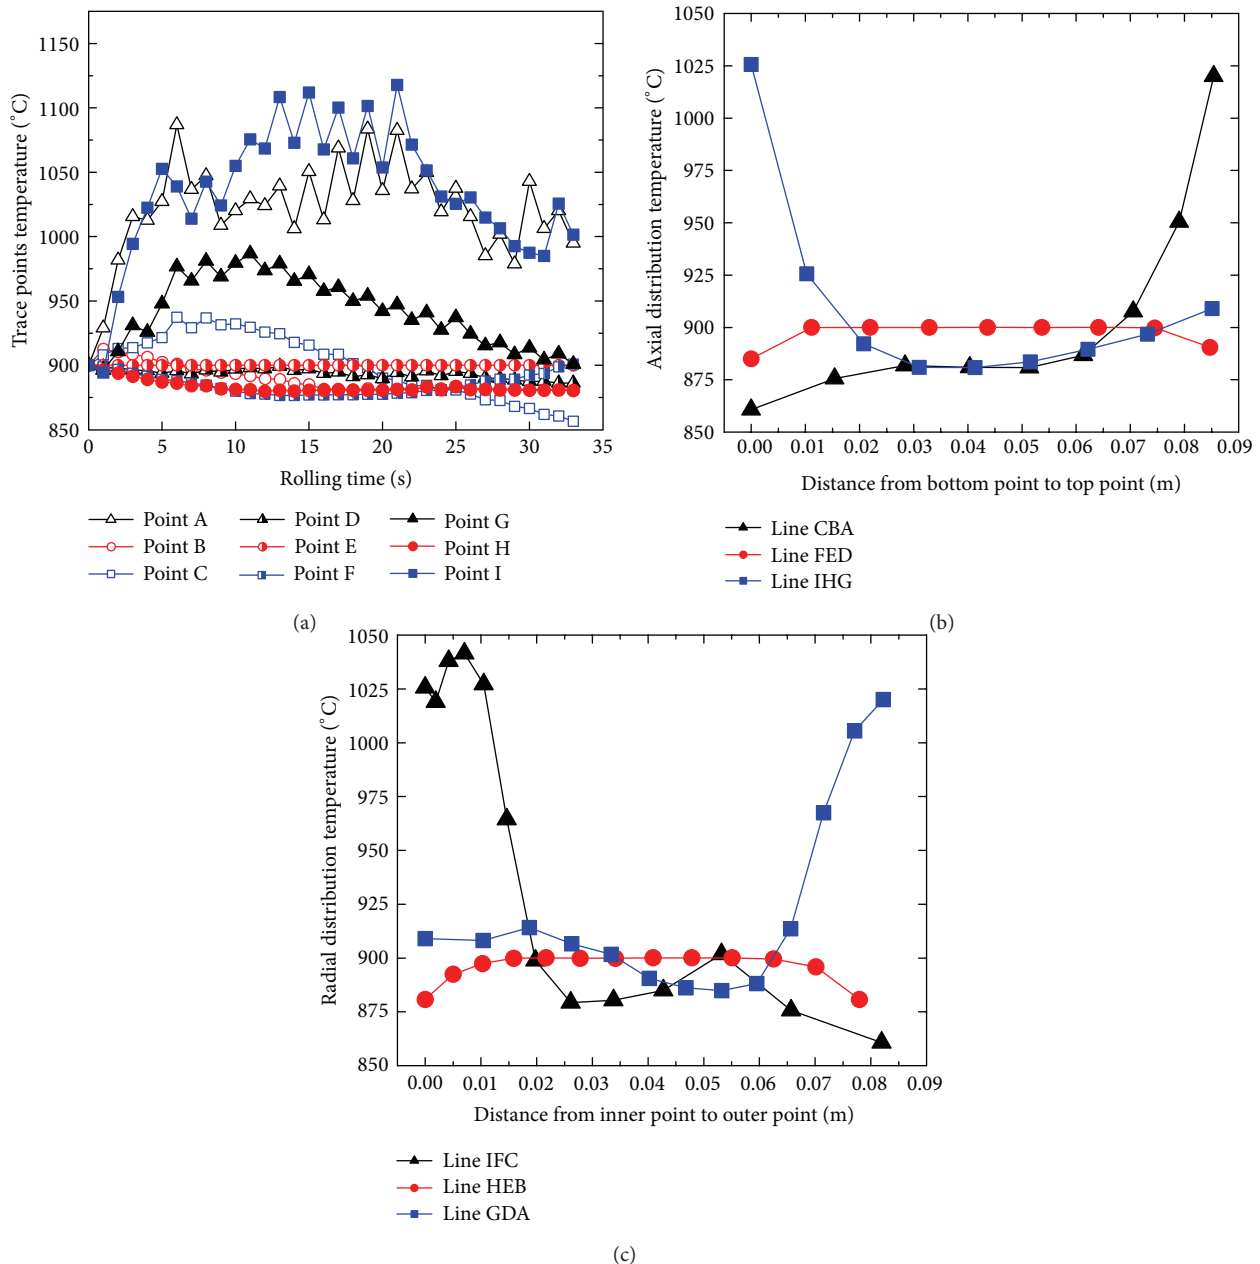 1150
1100
1050
1000
950
900
850
Trace points temperature (°C)
0 5 10 15 20 25 30 35
Rolling time (s)
Point A Point D Point G
Point B Point E Point H
Point C Point F Point I
(a)
1050
1025
1000
975
950
925
900
875
850
Axial distribution temperature (°C)
0.00 0.01 0.02 0.03 0.04 0.05 0.06 0.07 0.08 0.09
Distance from bottom point to top point (m)
Line CBA
Line FED
Line IHG
(b)
1050
1025
1000
975
950
925
900
875
850
Radial distribution temperature (°C)
0.00 0.01 0.02 0.03 0.04 0.05 0.06 0.07 0.08 0.09
Distance from inner point to outer point (m)
Line IFC
Line HEB
Line GDA
(c)